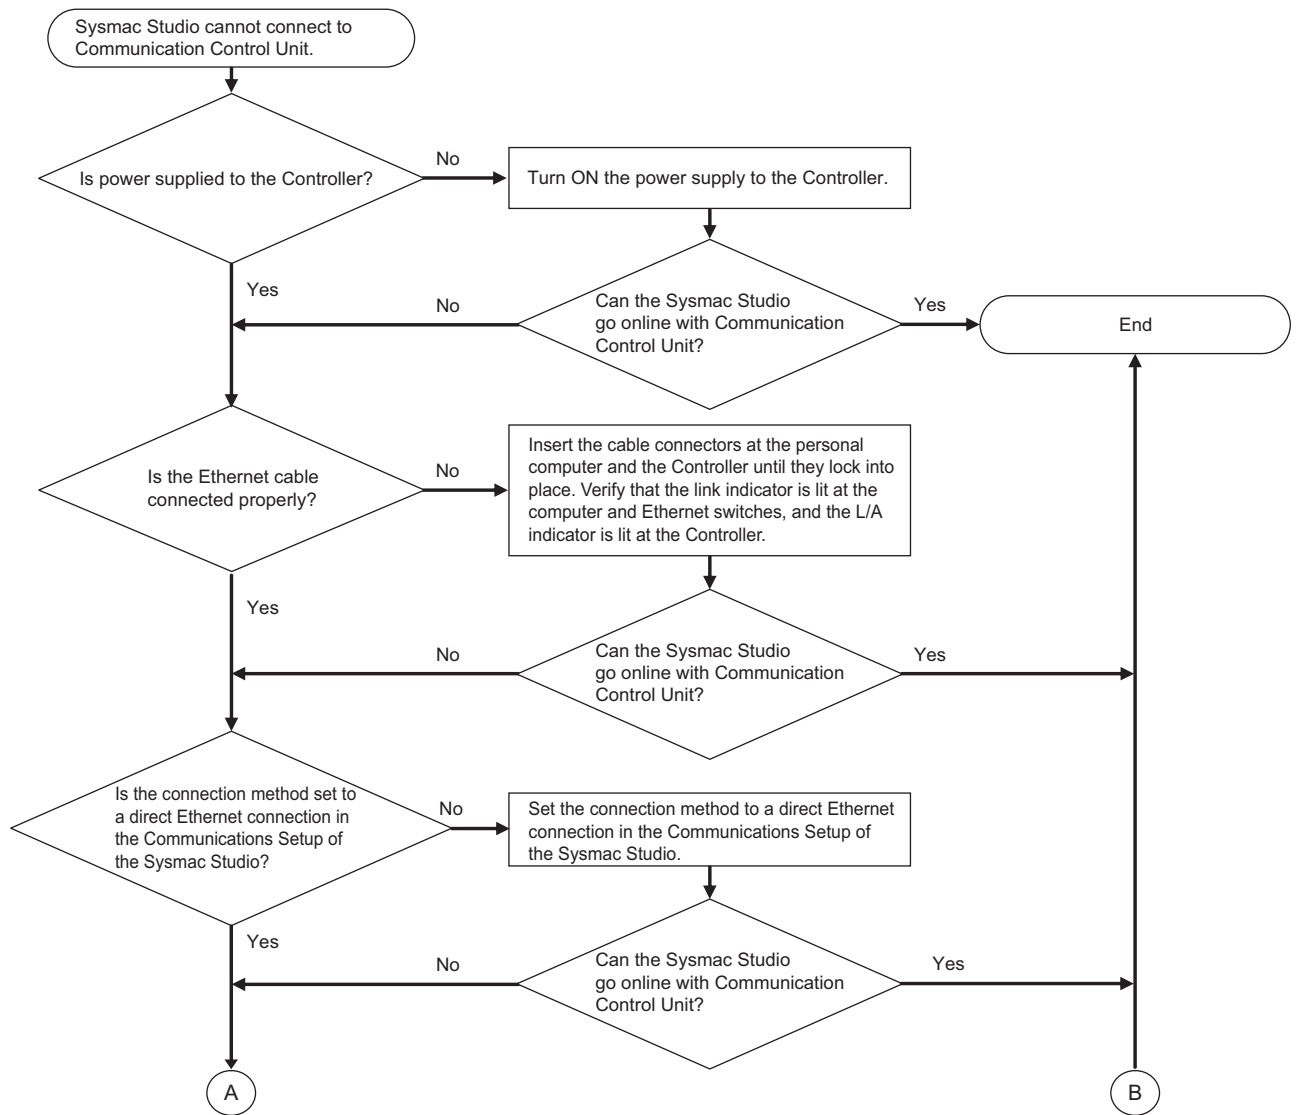 Sysmac Studio cannot connect to
Communication Control Unit.
Is power supplied to the Controller?
No
Turn ON the power supply to the Controller.
Yes
No
Can the Sysmac Studio
go online with Communication
Control Unit?
Yes
End
Is the Ethernet cable
connected properly?
No
Insert the cable connectors at the personal
computer and the Controller until they lock into
place. Verify that the link indicator is lit at the
computer and Ethernet switches, and the L/A
indicator is lit at the Controller.
Yes
No
Can the Sysmac Studio
go online with Communication
Control Unit?
Yes
Is the connection method set to
a direct Ethernet connection in
the Communications Setup of
the Sysmac Studio?
No
Set the connection method to a direct Ethernet
connection in the Communications Setup of
the Sysmac Studio.
Yes
No
Can the Sysmac Studio
go online with Communication
Control Unit?
Yes
A
B